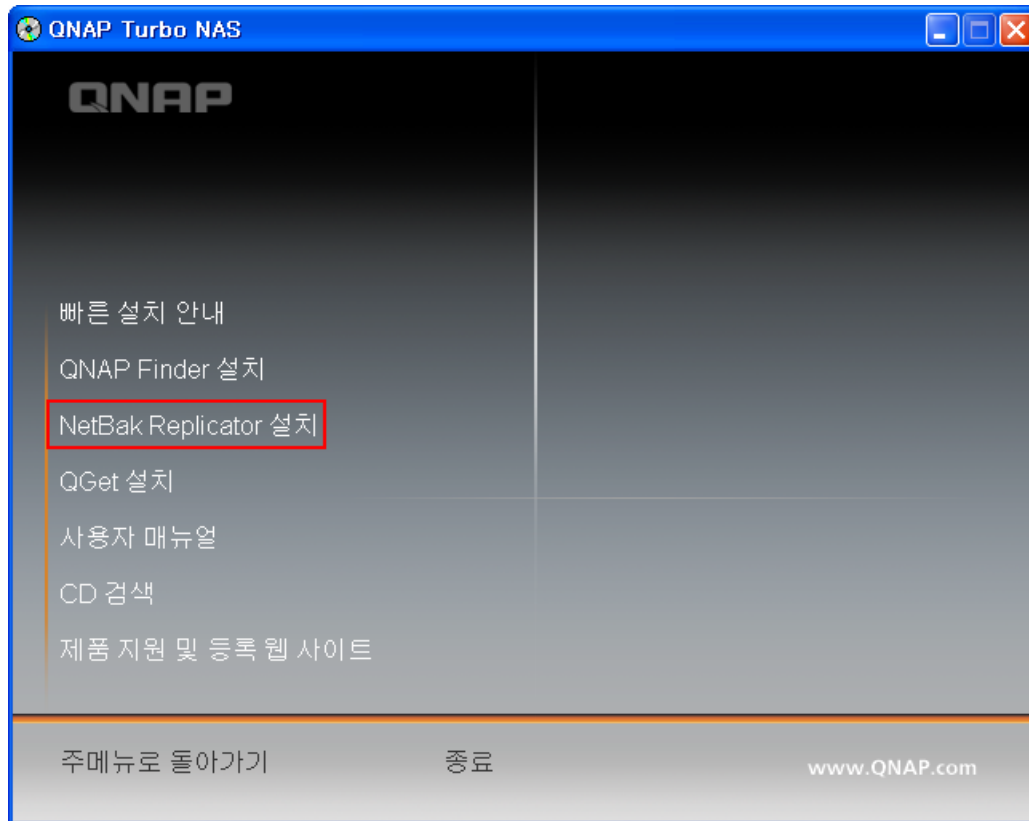 QNAP Turbo NAS
QNAP
빠른 설치 안내
QNAP Finder 설치
NetBak Replicator 설치
QGet 설치
사용자 매뉴얼
CD 검색
제품 지원 및 등록 웹 사이트
주메뉴로 돌아가기
종료
www.QNAP.com